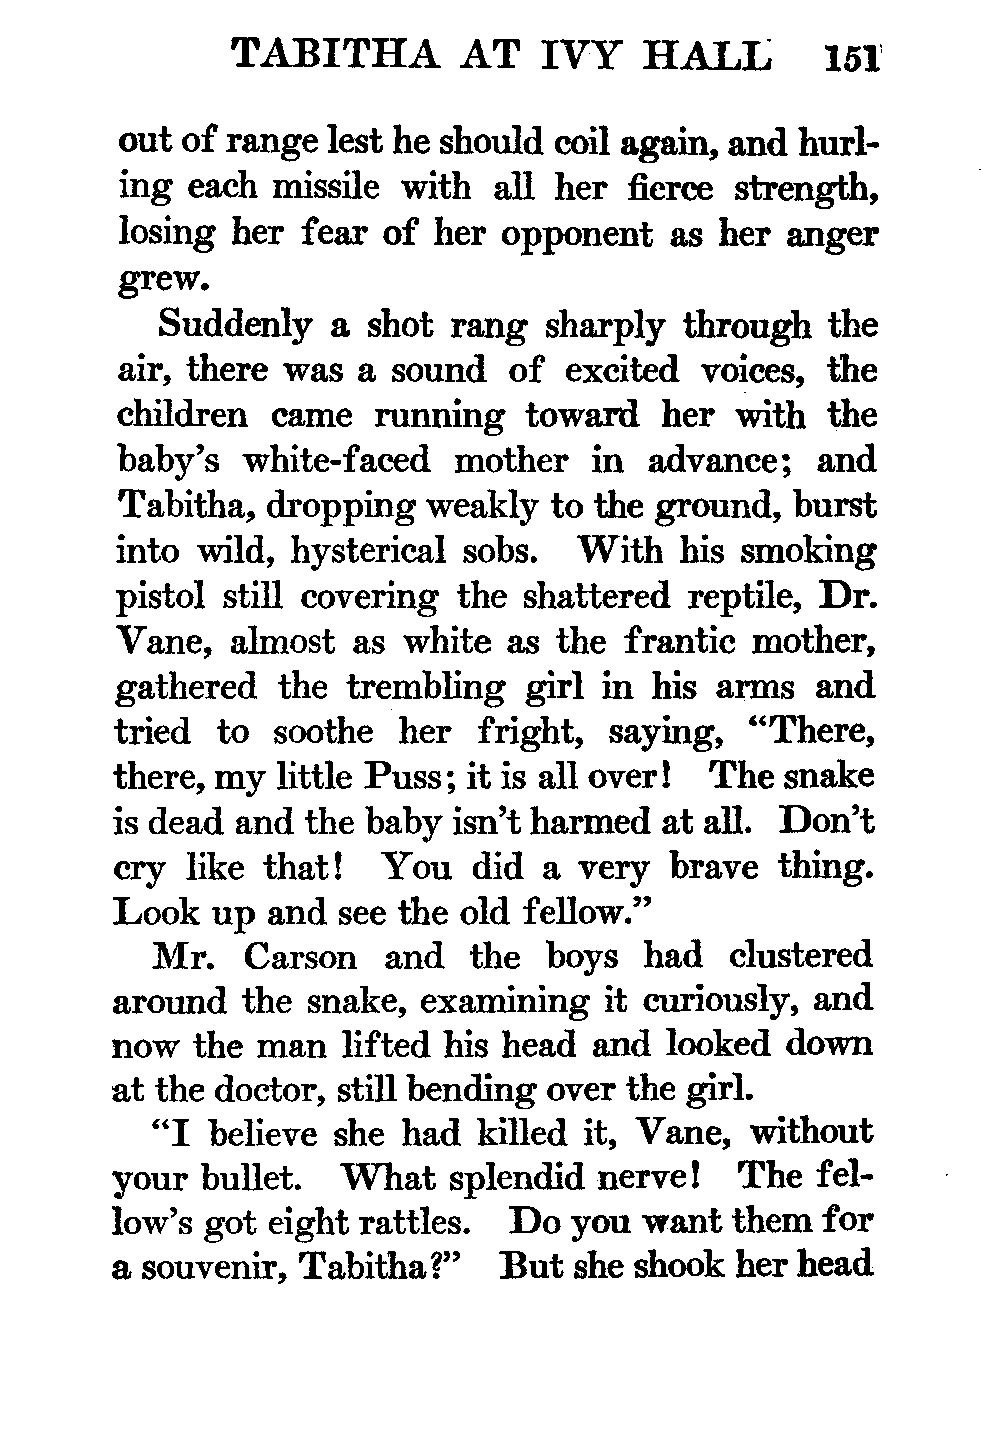 TABITHA AT IVY HALL 151
out of range lest he should coil again, and hurl-
ing each missile with all her fierce strength,
losing her fear of her opponent as her anger
grew.
Suddenly a shot rang sharply through the
air, there was a sound of excited voices, the
children came running toward her with the
baby's white-faced mother in advance; and
Tabitha, dropping weakly to the ground, burst
into wild, hysterical sobs. With his smoking
pistol still covering the shattered reptile, Dr.
Vane, almost as white as the frantic mother,
gathered the trembling girl in his arms and
tried to soothe her fright, saying, “There,
there, my little Puss; it is all over! The snake
is dead and the baby isn't harmed at all. Don't
cry like that! You did a very brave thing.
Look up and see the old fellow.”
Mr. Carson and the boys had clustered
around the snake, examining it curiously, and
now the man lifted his head and looked down
at the doctor, still bending over the girl.
“I believe she had killed it, Vane, without
your bullet. What splendid nerve! The fel-
low's got eight rattles. Do you want them for
a souvenir, Tabitha?” But she shook her head